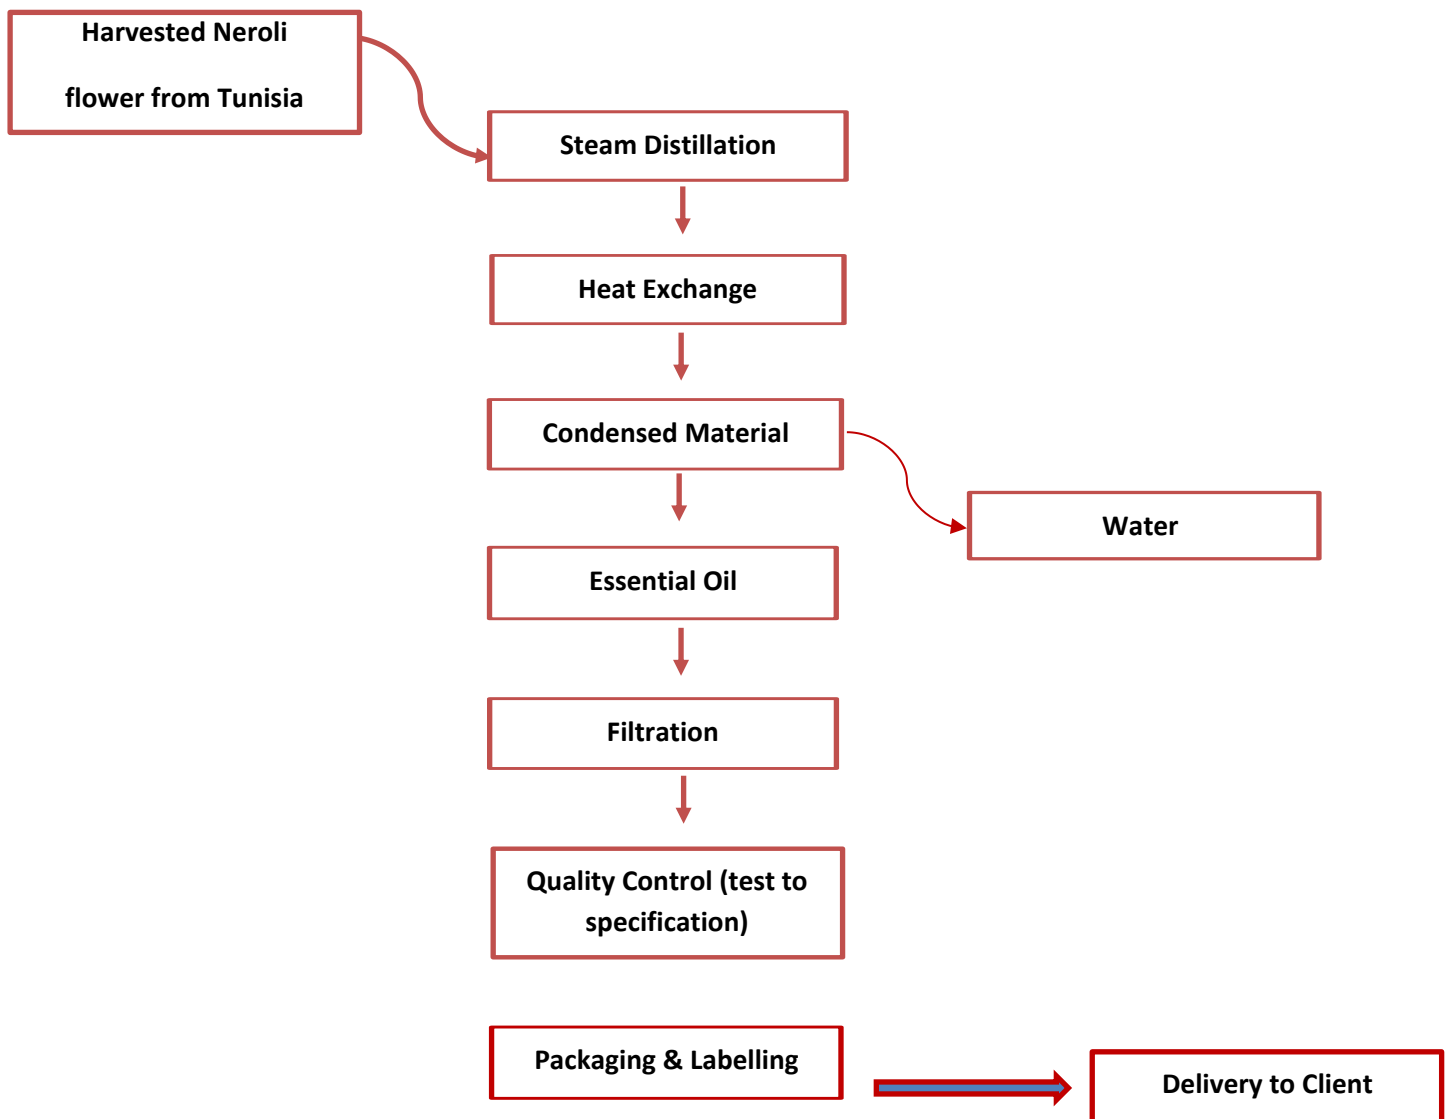 Harvested Neroli
flower from Tunisia
Steam Distillation
Heat Exchange
Condensed Material
Water
Essential Oil
Filtration
Quality Control (test to
specification)
Packaging & Labelling
Delivery to Client